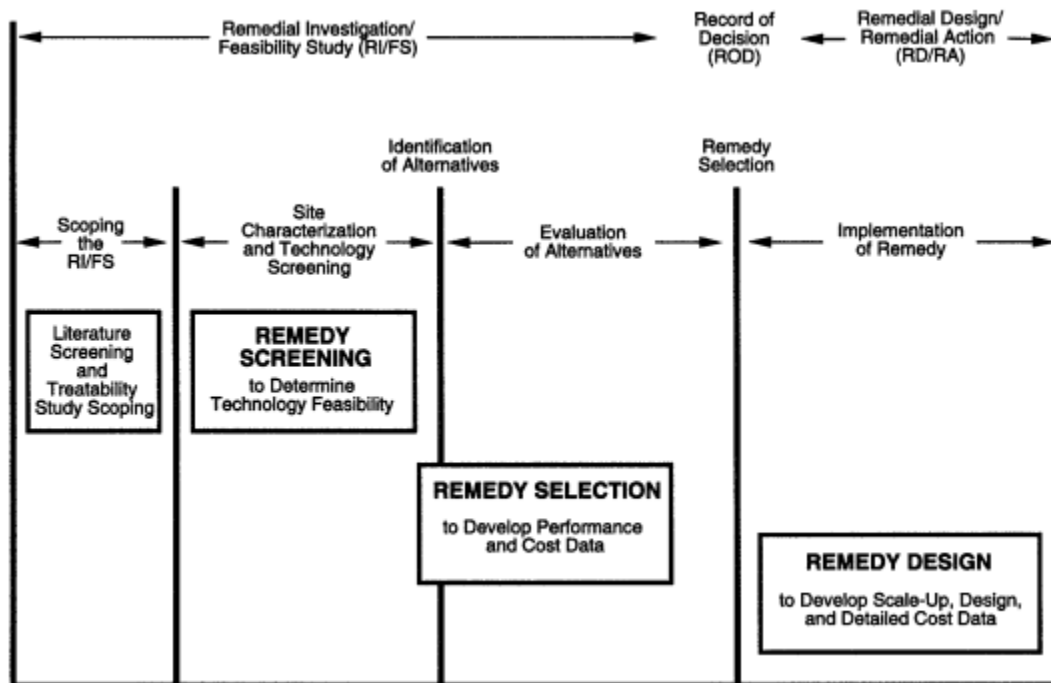 Remedial Investigation/
Feasibility Study (RI/FS)
Record of
Decision
(ROD)
Remedial Design/
Remedial Action
(RD/RA)
Identification
of Alternatives
Remedy
Selection
Scoping
the
RI/FS
Site
Characterization
and Technology
Screening
Evaluation
of Alternatives
Implementation
of Remedy
Literature
Screening
and
Treatability
Study Scoping
REMEDY
SCREENING
to Determine
Technology Feasibility
REMEDY SELECTION
to Develop Performance
and Cost Data
REMEDY DESIGN
to Develop Scale-Up, Design,
and Detailed Cost Data